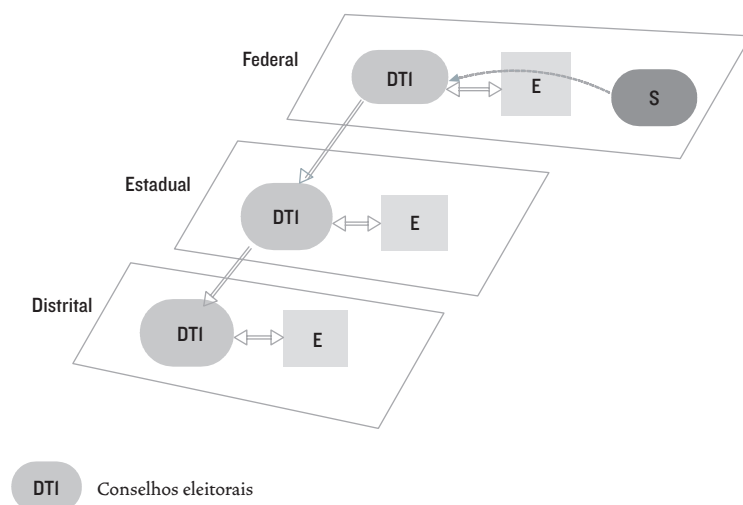 Federal
DTI
E
S
Estadual
DTI
E
Distrital
DTI
E
DTI Conselhos eleitorais